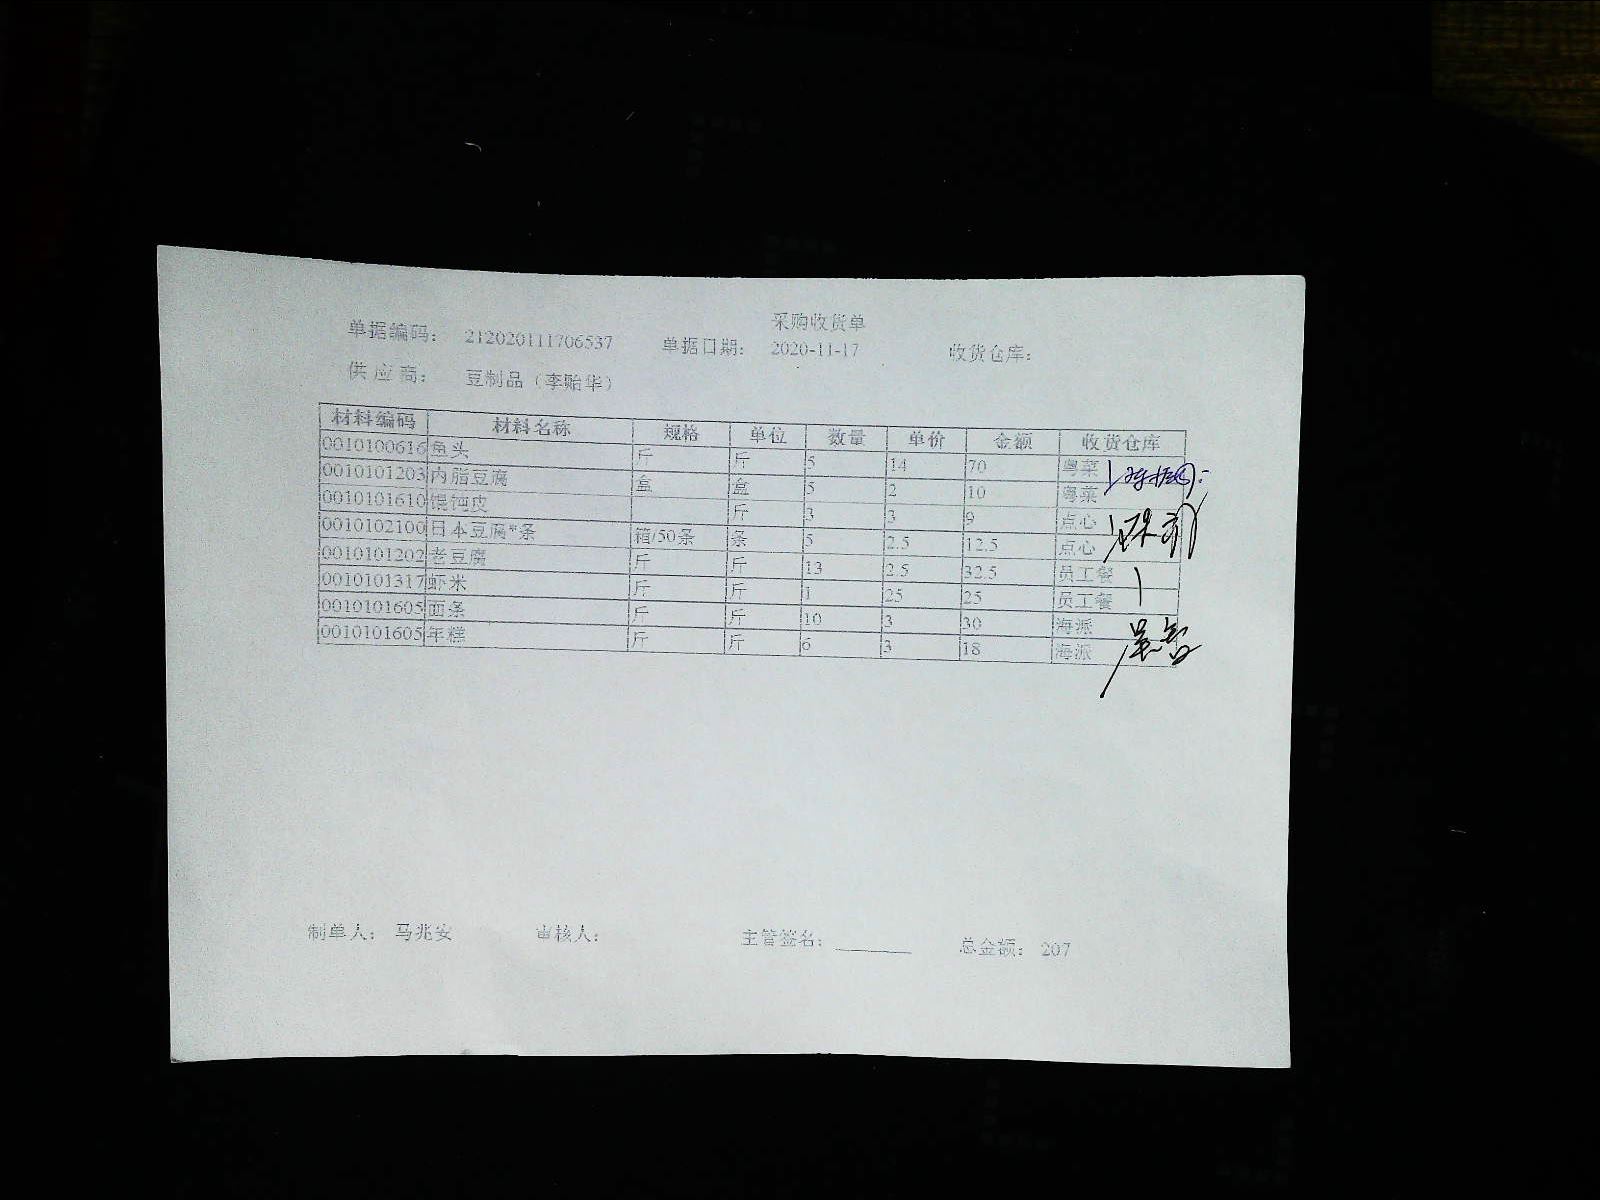 采购收货单
单据编码： 212020111706537 单据日期： 2020-11-17 收货仓库：
供 应 商： 豆制品（李贻华）
材料编码 材料名称 规格 单位 数量 单价 金额 收货仓库
0010100616 鱼头 斤 斤 5 14 70 粤菜
0010101203 内脂豆腐 盒 盒 5 2 10 粤菜
0010101610 馄饨皮 斤 3 3 9 点心
0010102100 日本豆腐*条 箱/50条 条 5 2.5 12.5 点心
0010101202 老豆腐 斤 斤 13 2.5 32.5 员工餐
0010101317 虾米 斤 斤 1 25 25 员工餐
0010101605 面条 斤 斤 10 3 30 海派
0010101605 年糕 斤 斤 6 3 18 海派
制单人： 马兆安 审核人： 主管签名： 总金额： 207